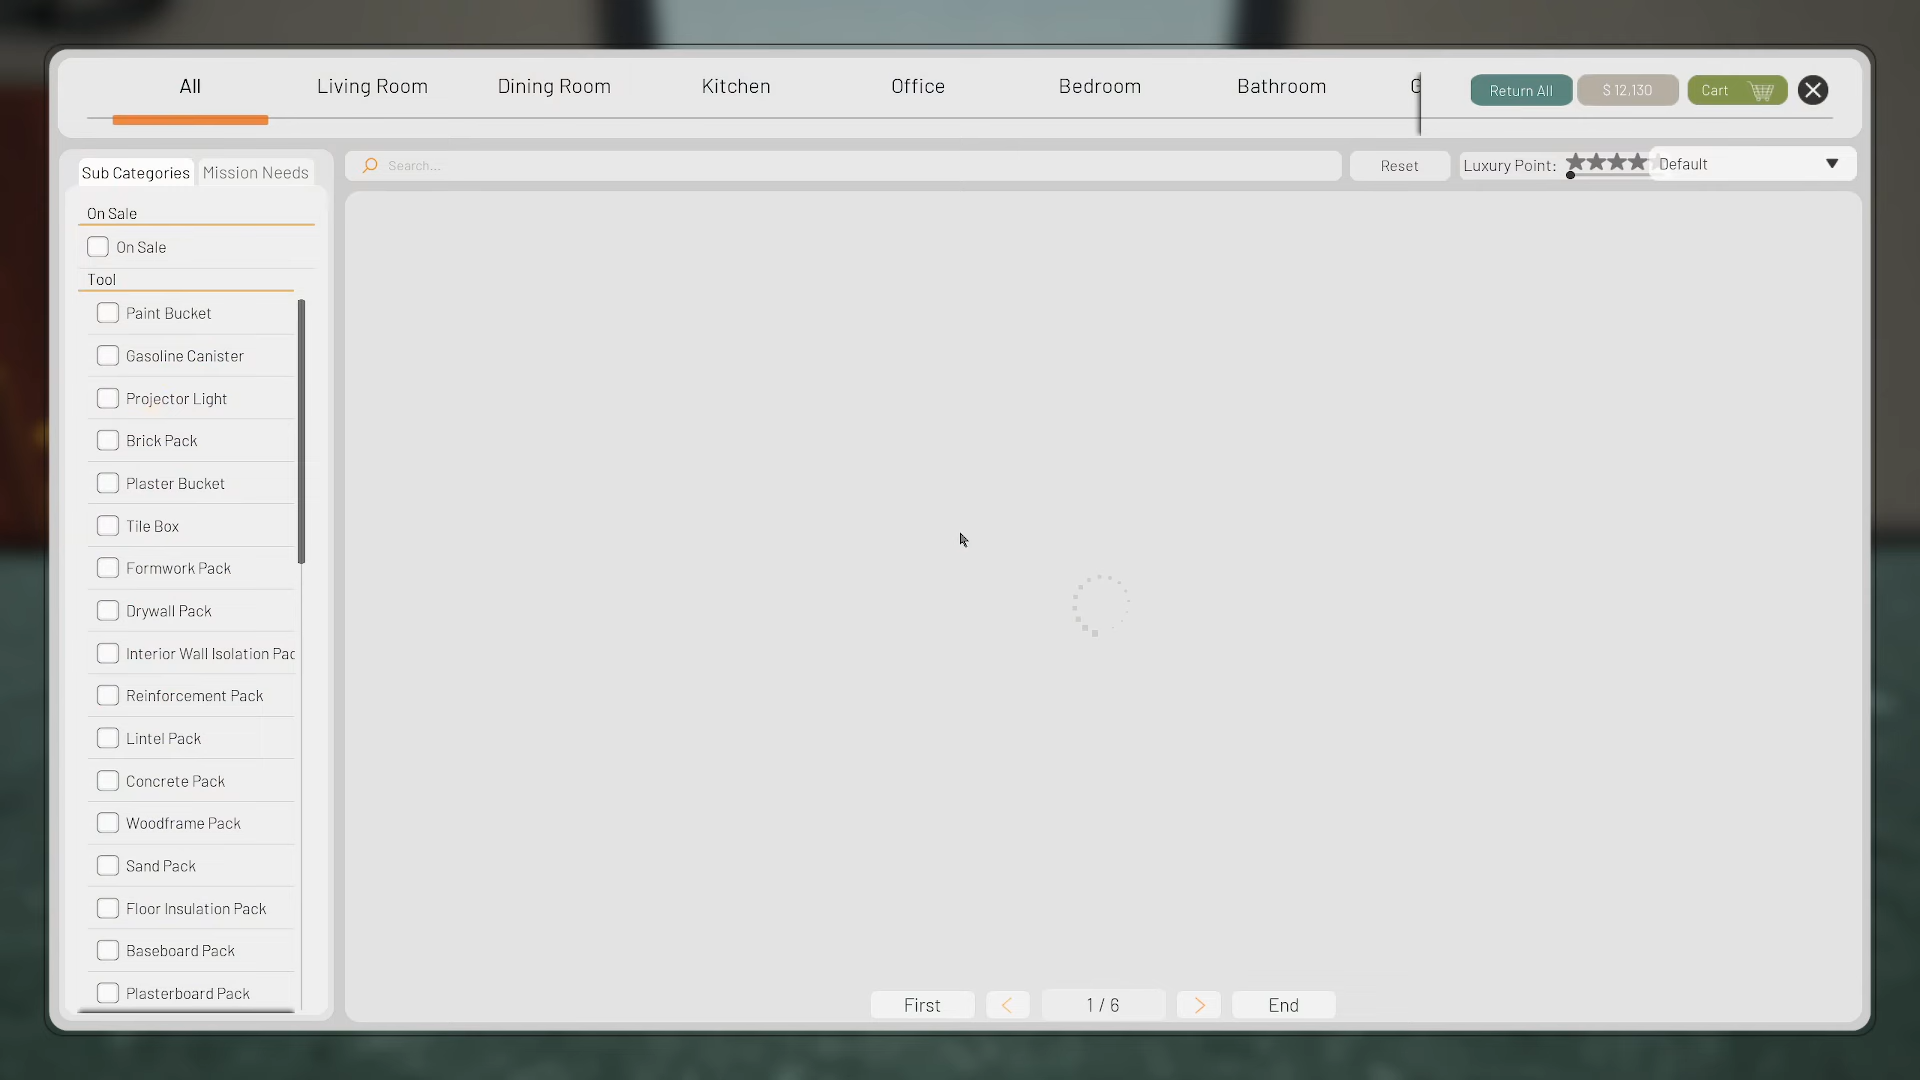 All Living Room Dining Room Kitchen Office Bedroom Bathroom Return All $ 12,130 Cart
Sub Categories Mission Needs Search... Reset Luxury Point: Default
On Sale
On Sale
Tool
Paint Bucket
Gasoline Canister
Projector Light
Brick Pack
Plaster Bucket
Tile Box
Formwork Pack
Drywall Pack
Interior Wall Isolation Pac
Reinforcement Pack
Lintel Pack
Concrete Pack
Woodframe Pack
Sand Pack
Floor Insulation Pack
Baseboard Pack
Plasterboard Pack
First < 1 / 6 > End